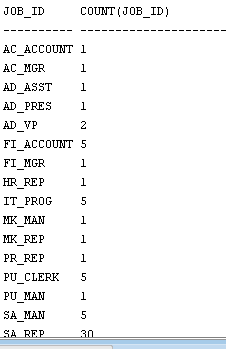 JOB_ID COUNT(JOB_ID)
---------- ----------------------
AC_ACCOUNT 1
AC_MGR 1
AD_ASST 1
AD_PRES 1
AD_VP 2
FI_ACCOUNT 5
FI_MGR 1
HR_REP 1
IT_PROG 5
MK_MAN 1
MK_REP 1
PR_REP 1
PU_CLERK 5
PU_MAN 1
SA_MAN 5
SA_REP 30